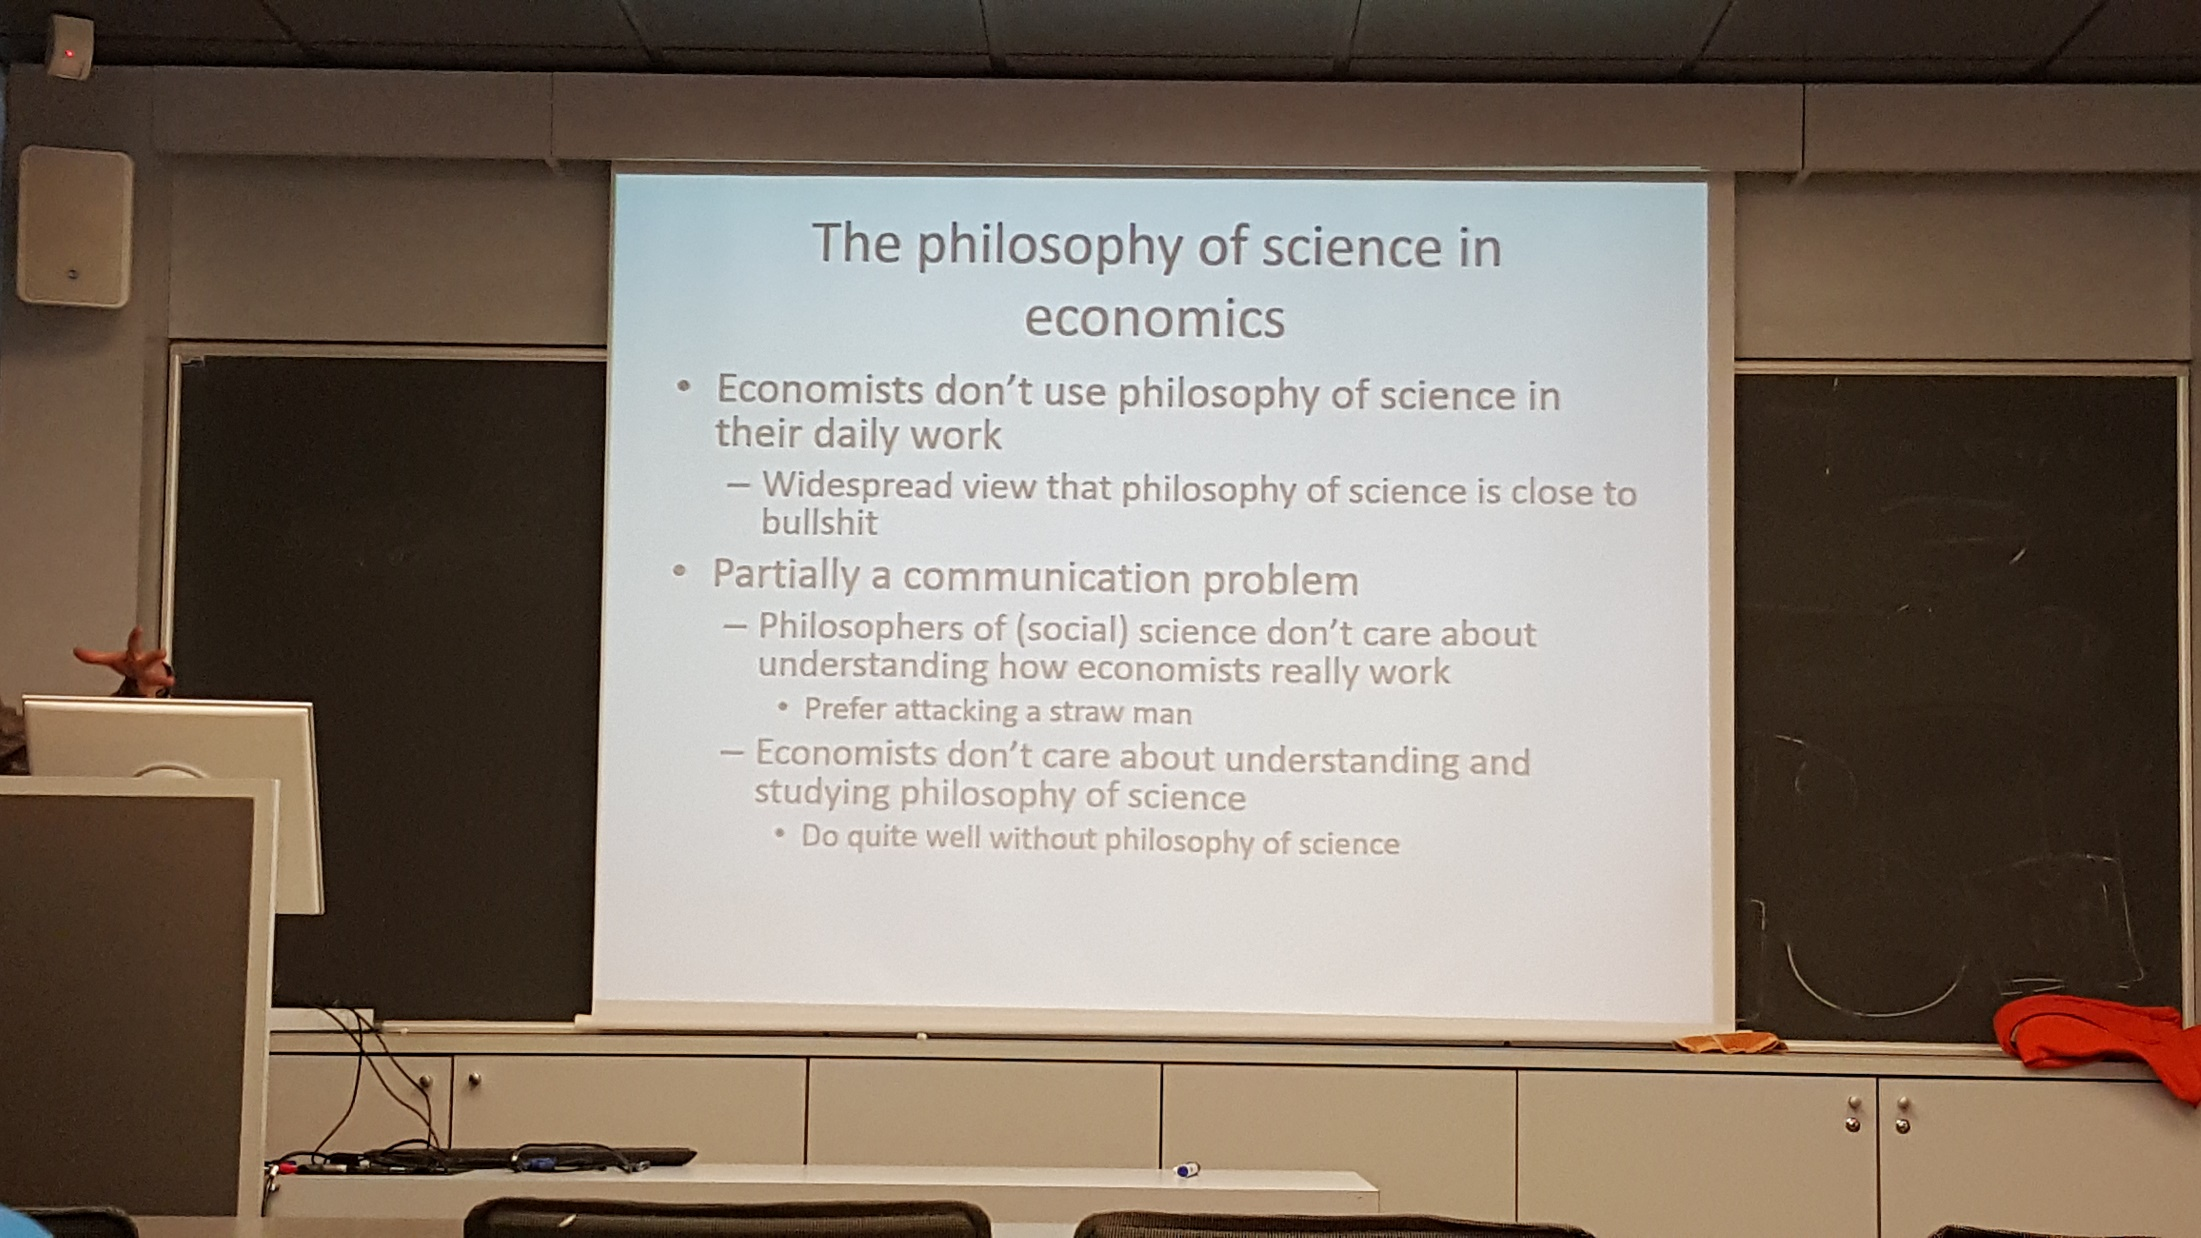 The philosophy of science in
economics
• Economists don’t use philosophy of science in
their daily work
– Widespread view that philosophy of science is close to
bullshit
• Partially a communication problem
– Philosophers of (social) science don’t care about
understanding how economists really work
• Prefer attacking a straw man
– Economists don’t care about understanding and
studying philosophy of science
• Do quite well without philosophy of science